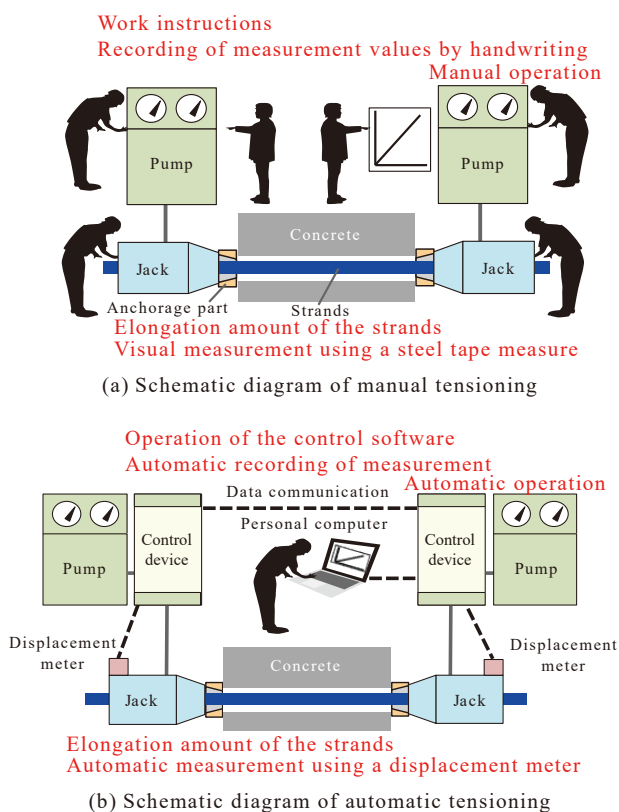 Work instructions
Recording of measurement values by handwriting
Manual operation
Pump
Pump
Concrete
Jack
Jack
Anchorage part
Strands
Elongation amount of the strands
Visual measurement using a steel tape measure
(a) Schematic diagram of manual tensioning
Operation of the control software
Automatic recording of measurement
Automatic operation
Data communication
Personal computer
Control
device
Control
device
Pump
Pump
Displacement
meter
Displacement
meter
Concrete
Jack
Jack
Elongation amount of the strands
Automatic measurement using a displacement meter
(b) Schematic diagram of automatic tensioning